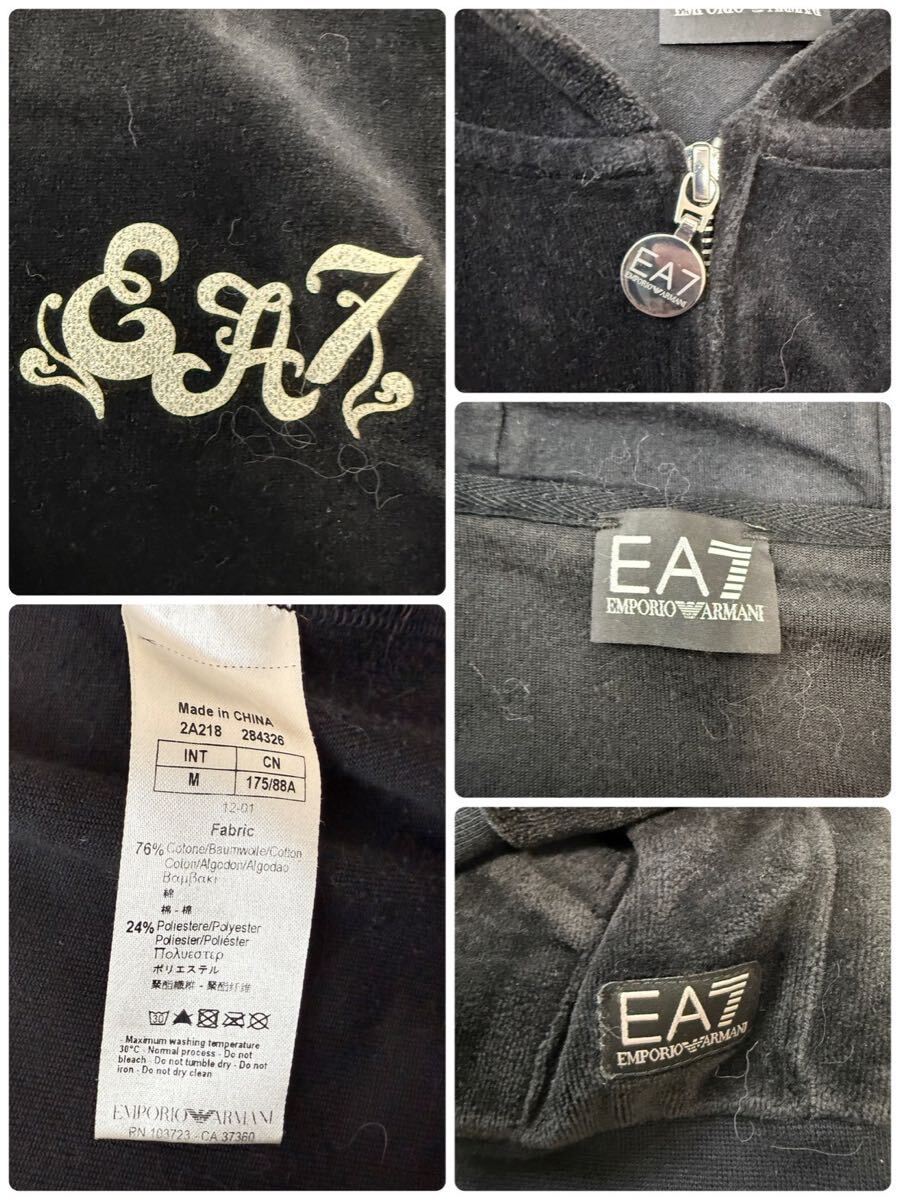 EA7
EMPORIO ARMANI
EA7
EMPORIO ARMANI
EA7
EMPORIO ARMANI
Made in CHINA
2A218 284326
INT CN
M 175/88A
12-01
Fabric
76% Cotone/Baumwolle/Cotton
Coton/Algodon/Algodao
Βαμβακι
綿
棉 - 棉
24% Poliestere/Polyester
Poliester/Poliéster
Πολυεστερ
ポリエステル
聚酯纖維 - 聚酯纤维
30
- Maximum washing temperature
30°C - Normal process - Do not
bleach - Do not tumble dry - Do not
iron - Do not dry clean
EMPORIO ARMANI
RN 103723 - CA 37360
EA7
EMPORIO ARMANI